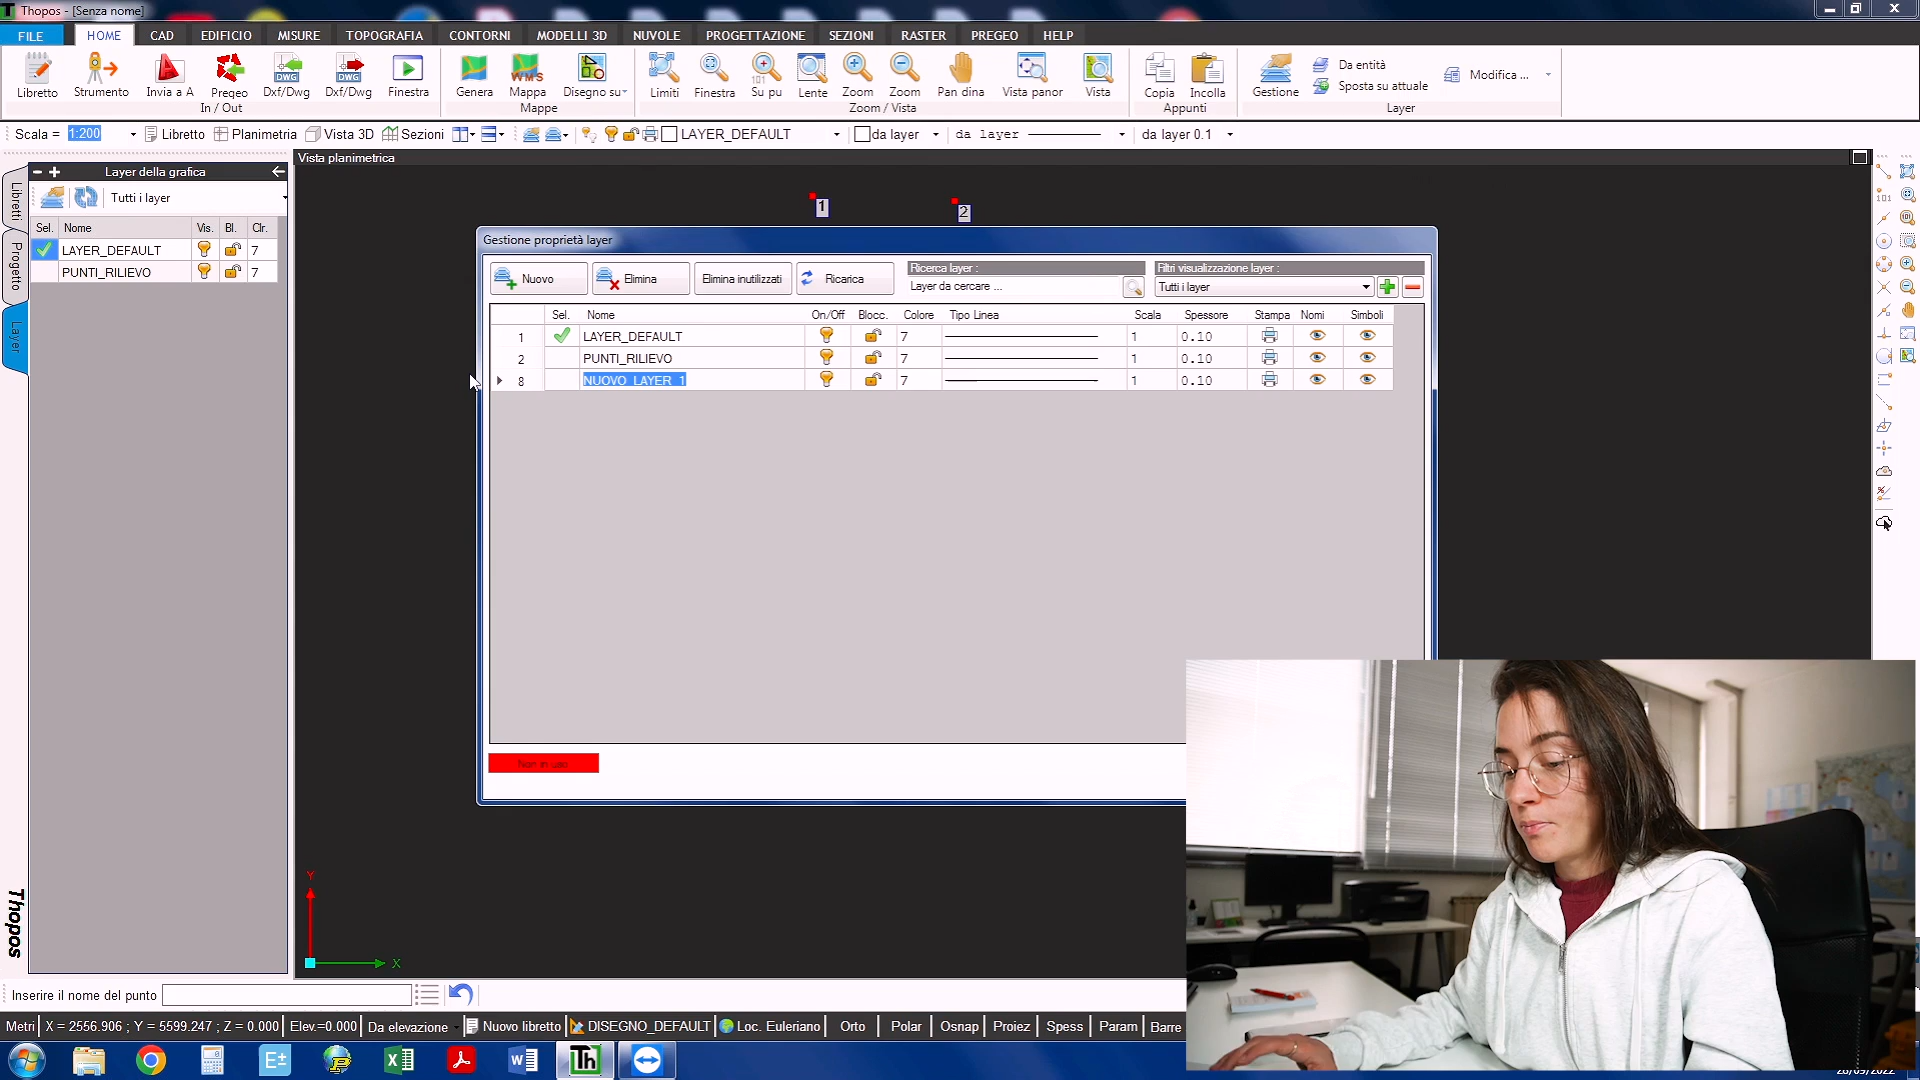 Thopos - [Senza nome]
FILE HOME CAD EDIFICIO MISURE TOPOGRAFIA CONTORNI MODELLI 3D NUVOLE PROGETTAZIONE SEZIONI RASTER PREGEO HELP
Libretto Strumento Invia a A Pregeo Dxf/Dwg Dxf/Dwg Finestra Genera Mappa Disegno su Limiti Finestra Su pu Lente Zoom Zoom Pan dina Vista panor Vista Copia Incolla Gestione Da entità Sposta su attuale Modifica ...
In / Out Mappe Zoom / Vista Appunti Layer
Scala = 1:200 Libretto Planimetria Vista 3D Sezioni LAYER_DEFAULT da layer da layer da layer 0.1
Layer della grafica
Vista planimetrica
Tutti i layer
Sel. Nome Vis. Bl. Clr.
LAYER_DEFAULT 7
PUNTI_RILIEVO 7
Libretti
Progetto
Layer
1
2
Gestione proprietà layer
Nuovo Elimina Elimina inutilizzati Ricarica
Ricerca layer :
Layer da cercare ...
Filtri visualizzazione layer :
Tutti i layer
Sel. Nome On/Off Blocc. Colore Tipo Linea Scala Spessore Stampa Nomi Simboli
1 LAYER_DEFAULT 7 1 0.10
2 PUNTI_RILIEVO 7 1 0.10
8 NUOVO_LAYER_1 7 1 0.10
Non in uso
Y
X
Thopos
Inserire il nome del punto
Metri X = 2556.906 ; Y = 5599.247 ; Z = 0.000 Elev.=0.000 Da elevazione Nuovo libretto DISEGNO_DEFAULT Loc. Euleriano Orto Polar Osnap Proiez Spess Param Barre
28/09/2022